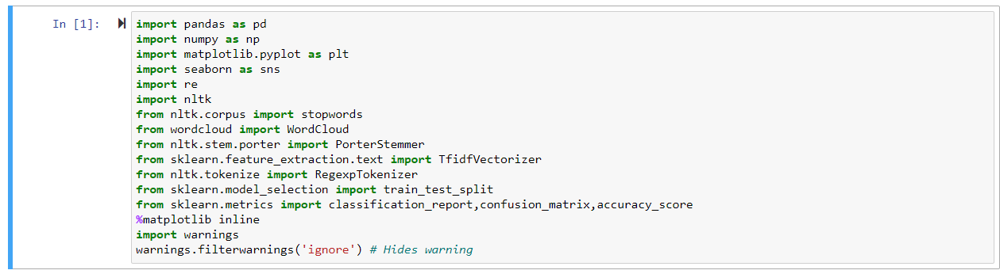 In [1]:
import pandas as pd
import numpy as np
import matplotlib.pyplot as plt
import seaborn as sns
import re
import nltk
from nltk.corpus import stopwords
from wordcloud import WordCloud
from nltk.stem.porter import PorterStemmer
from sklearn.feature_extraction.text import TfidfVectorizer
from nltk.tokenize import RegexpTokenizer
from sklearn.model_selection import train_test_split
from sklearn.metrics import classification_report,confusion_matrix,accuracy_score
%matplotlib inline
import warnings
warnings.filterwarnings('ignore') # Hides warning